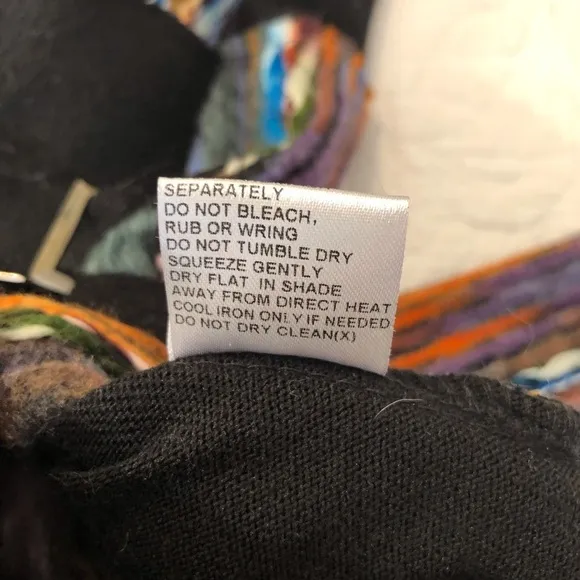 SEPARATELY
DO NOT BLEACH,
RUB OR WRING
DO NOT TUMBLE DRY
SQUEEZE GENTLY
DRY FLAT IN SHADE
AWAY FROM DIRECT HEAT
COOL IRON ONLY IF NEEDED
DO NOT DRY CLEAN(X)